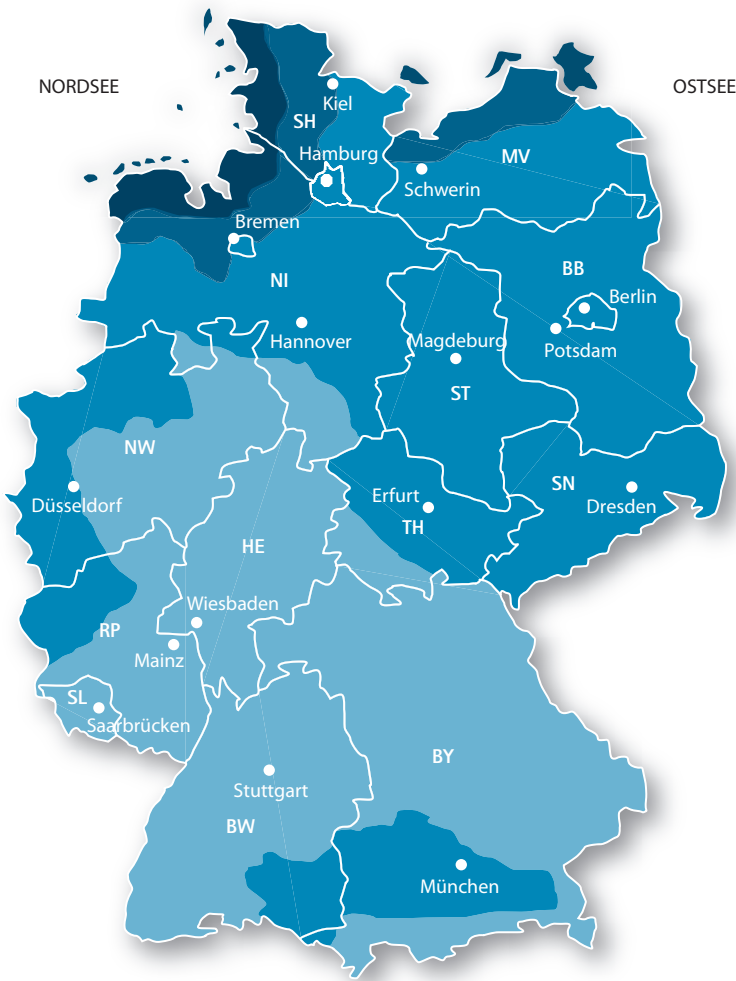 NORDSEE
OSTSEE
Kiel
SH
Hamburg
MV
Schwerin
Bremen
BB
NI
Berlin
Hannover
Potsdam
Magdeburg
ST
NW
SN
Düsseldorf
Erfurt
Dresden
TH
HE
Wiesbaden
RP
Mainz
SL
Saarbrücken
BY
Stuttgart
BW
München